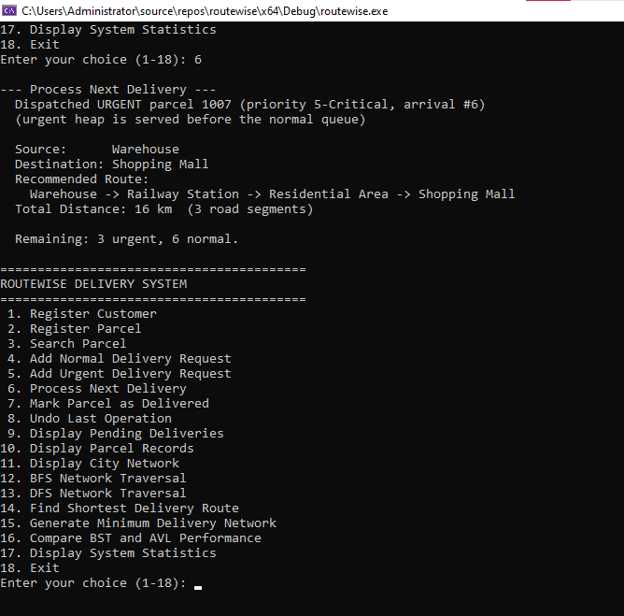 C:\Users\Administrator\source\repos\routewise\x64\Debug\routewise.exe
17. Display System Statistics
18. Exit
Enter your choice (1-18): 6
--- Process Next Delivery ---
Dispatched URGENT parcel 1007 (priority 5-Critical, arrival #6)
(urgent heap is served before the normal queue)
Source:      Warehouse
Destination: Shopping Mall
Recommended Route:
Warehouse -> Railway Station -> Residential Area -> Shopping Mall
Total Distance: 16 km  (3 road segments)
Remaining: 3 urgent, 6 normal.
=========================================
ROUTEWISE DELIVERY SYSTEM
=========================================
1. Register Customer
2. Register Parcel
3. Search Parcel
4. Add Normal Delivery Request
5. Add Urgent Delivery Request
6. Process Next Delivery
7. Mark Parcel as Delivered
8. Undo Last Operation
9. Display Pending Deliveries
10. Display Parcel Records
11. Display City Network
12. BFS Network Traversal
13. DFS Network Traversal
14. Find Shortest Delivery Route
15. Generate Minimum Delivery Network
16. Compare BST and AVL Performance
17. Display System Statistics
18. Exit
Enter your choice (1-18):